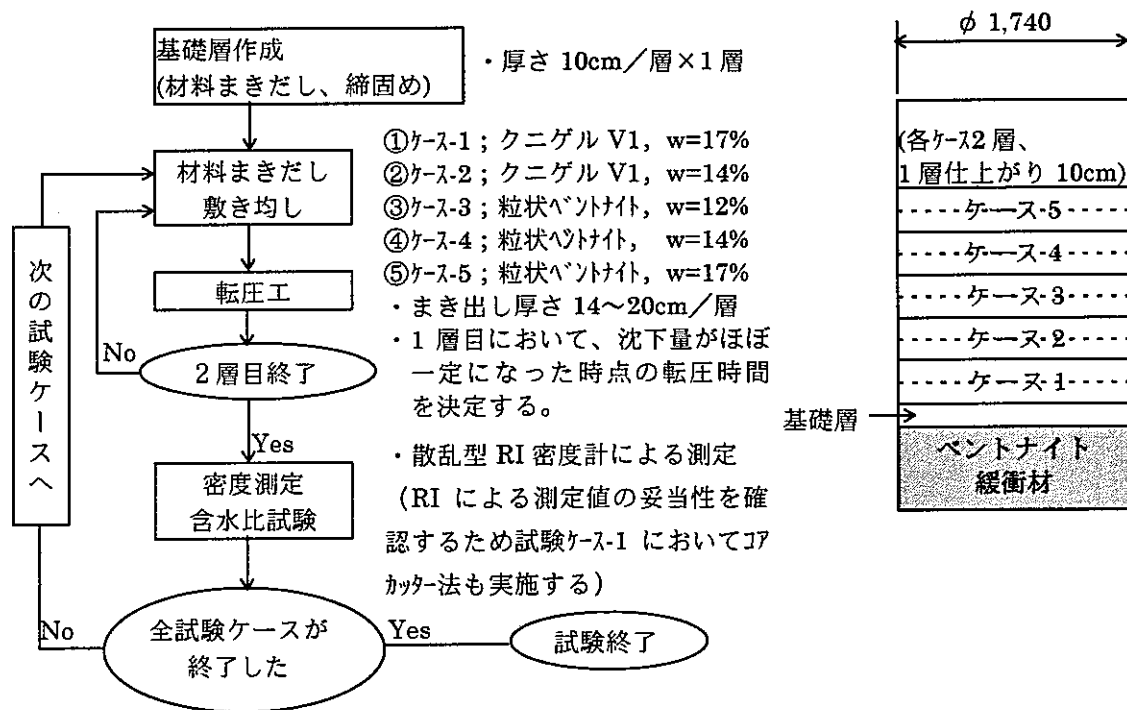 基礎層作成
(材料まきだし、締固め)
・厚さ 10cm／層×1 層
材料まきだし
敷き均し
転圧工
No
2 層目終了
Yes
密度測定
含水比試験
次の試験ケースへ
No
全試験ケースが
終了した
Yes
試験終了
①ｹｰｽ-1 ; クニゲル V1, w=17%
②ｹｰｽ-2 ; クニゲル V1, w=14%
③ｹｰｽ-3 ; 粒状ﾍﾞﾝﾄﾅｲﾄ, w=12%
④ｹｰｽ-4 ; 粒状ﾍﾞﾝﾄﾅｲﾄ, w=14%
⑤ｹｰｽ-5 ; 粒状ﾍﾞﾝﾄﾅｲﾄ, w=17%
・まき出し厚さ 14～20cm／層
・1 層目において、沈下量がほぼ
一定になった時点の転圧時間
を決定する。
・散乱型 RI 密度計による測定
（RI による測定値の妥当性を確
認するため試験ｹｰｽ-1 においてｺｱ
ｶｯﾀｰ法も実施する）
φ 1,740
(各ｹｰｽ2 層、
1 層仕上がり 10cm)
ケース-5
ケース-4
ケース-3
ケース-2
ケース-1
基礎層
ベントナイト
緩衝材